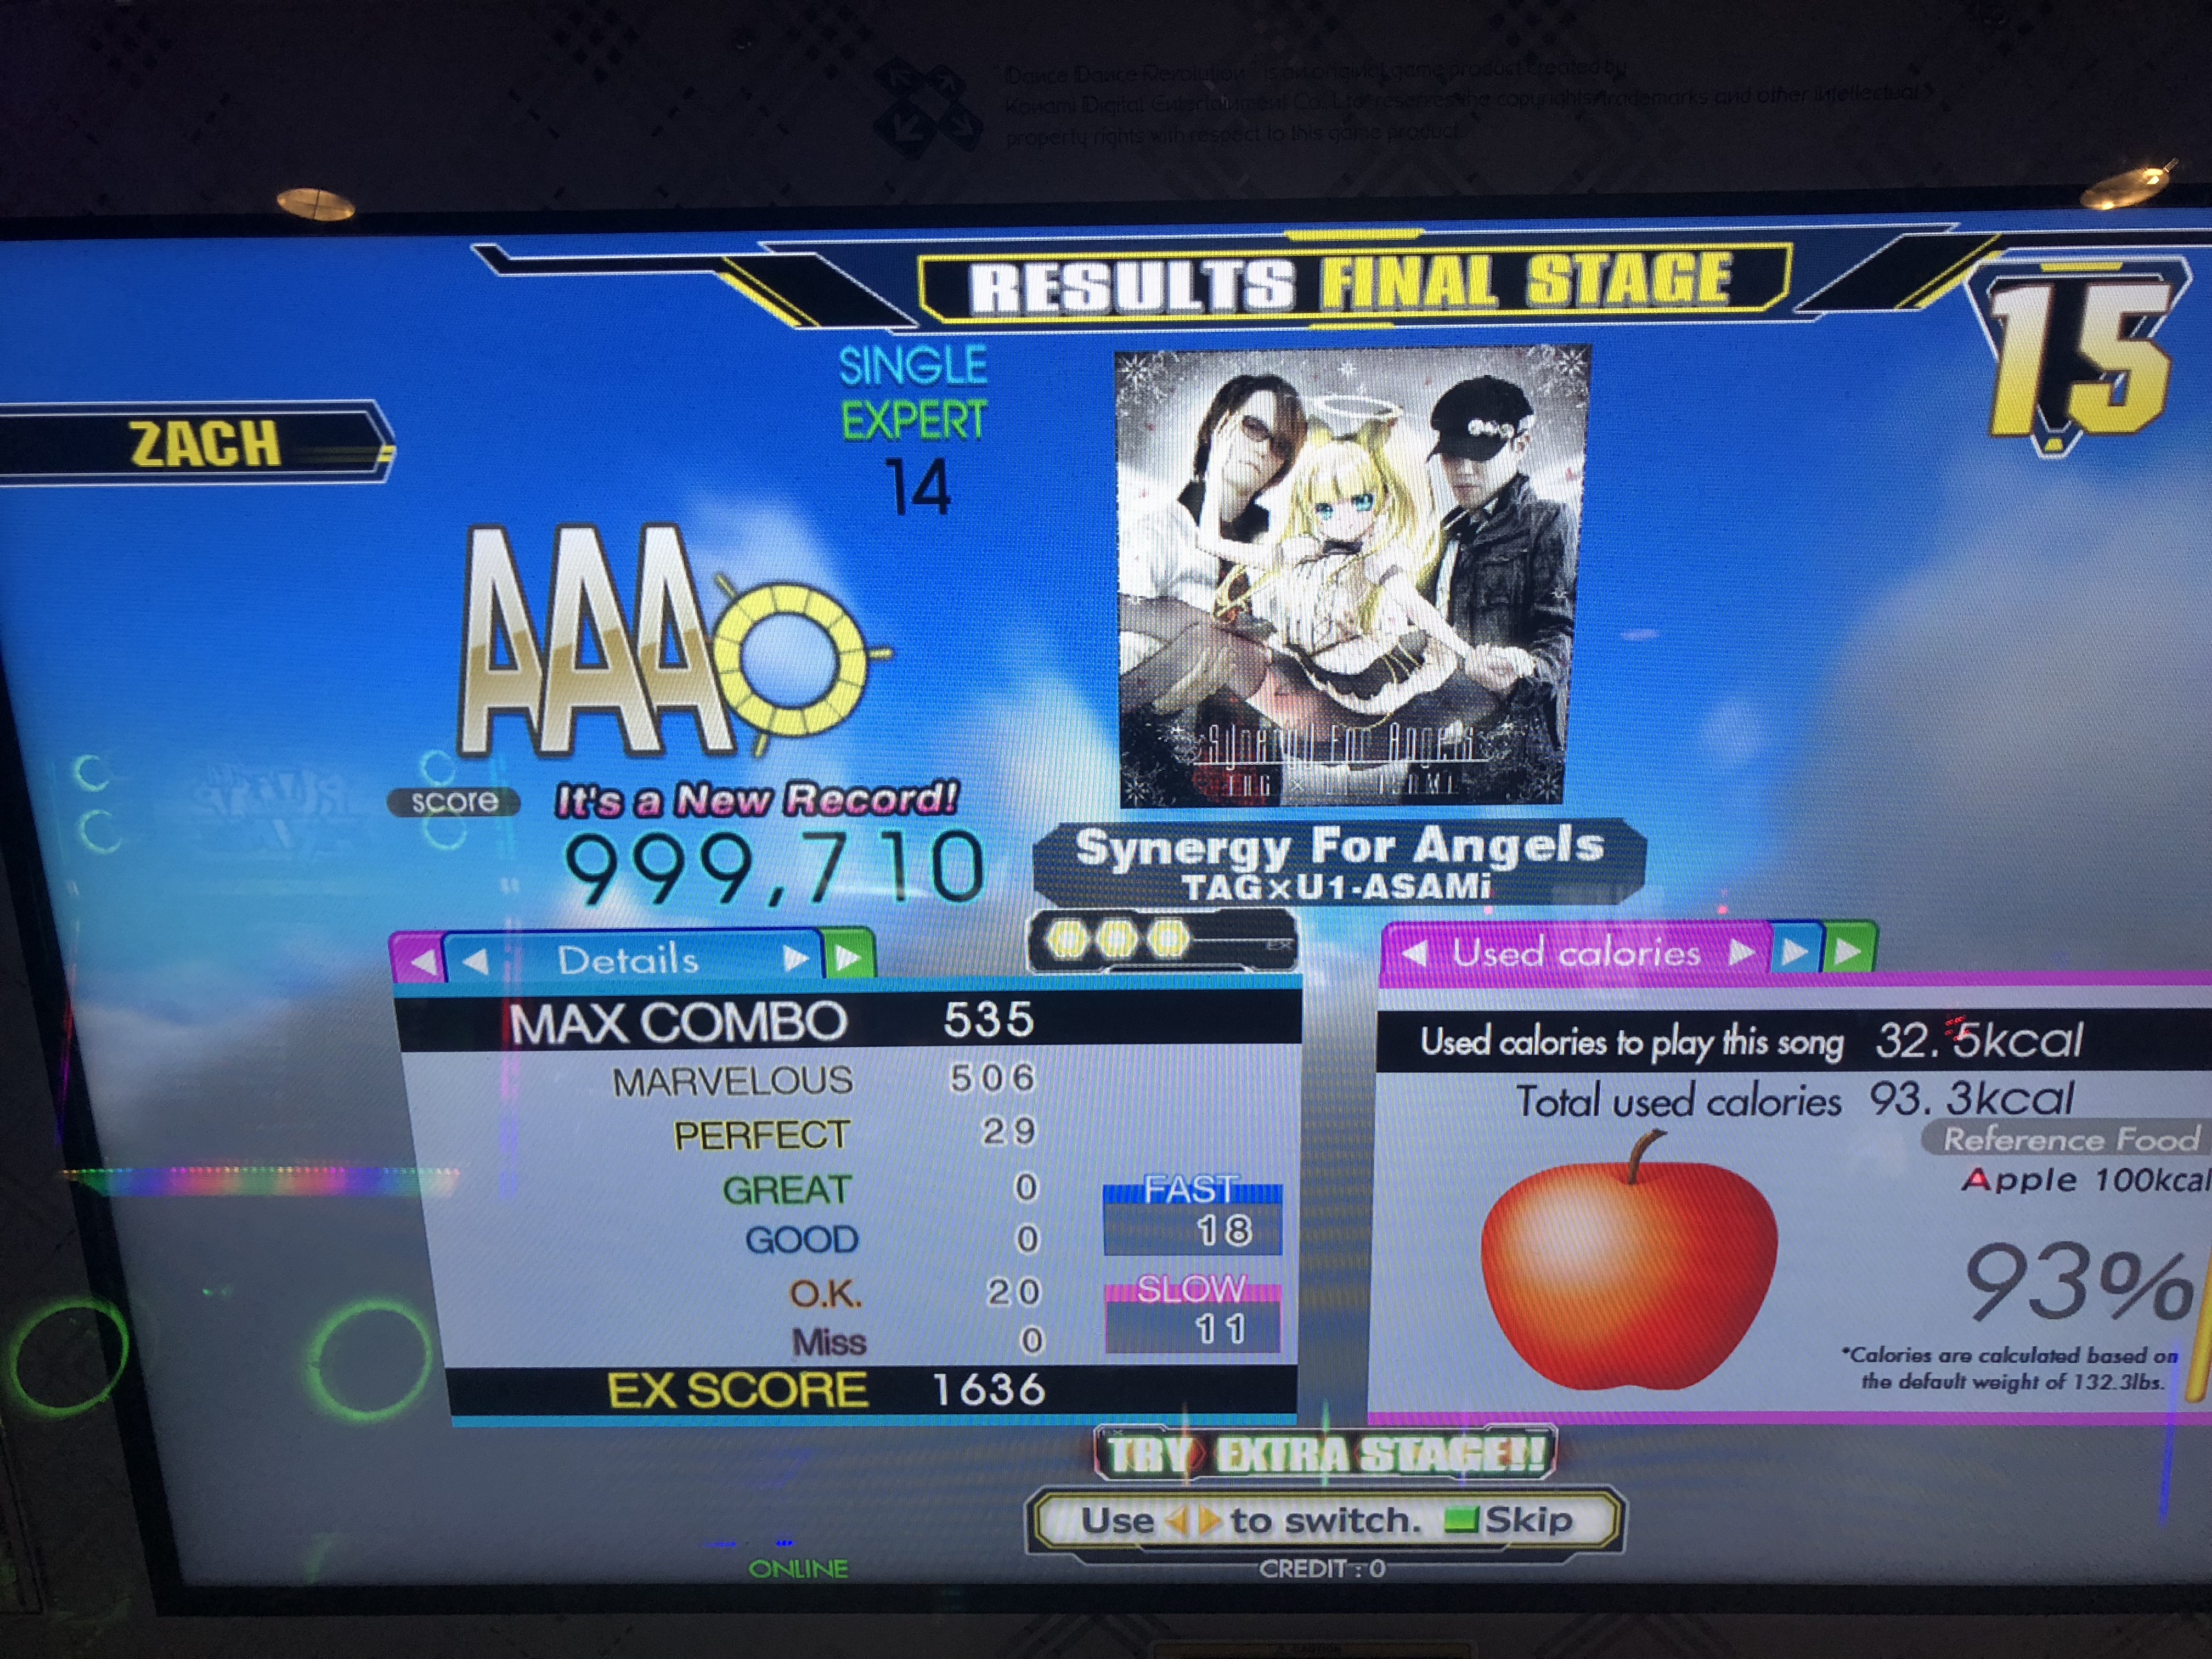 Dance Dance Revolution is an original game product created by
Konami Digital Entertainment Co., Ltd. reserves the copyrights, trademarks and other intellectual
property rights with respect to this game product.
RESULTS FINAL STAGE
15
SINGLE
EXPERT
14
ZACH
AAA
Synergy For Angels
score
It's a New Record!
999,710
Synergy For Angels
TAG×U1-ASAMi
EX
Details
MAX COMBO 535
MARVELOUS 506
PERFECT 29
GREAT 0
GOOD 0
O.K. 20
Miss 0
EX SCORE 1636
FAST
18
SLOW
11
Used calories
Used calories to play this song 32.5kcal
Total used calories 93.3kcal
Reference Food
Apple 100kcal
93%
*Calories are calculated based on
the default weight of 132.3lbs.
TRY EXTRA STAGE!!
Use ◀ ▶ to switch. Skip
ONLINE
CREDIT : 0